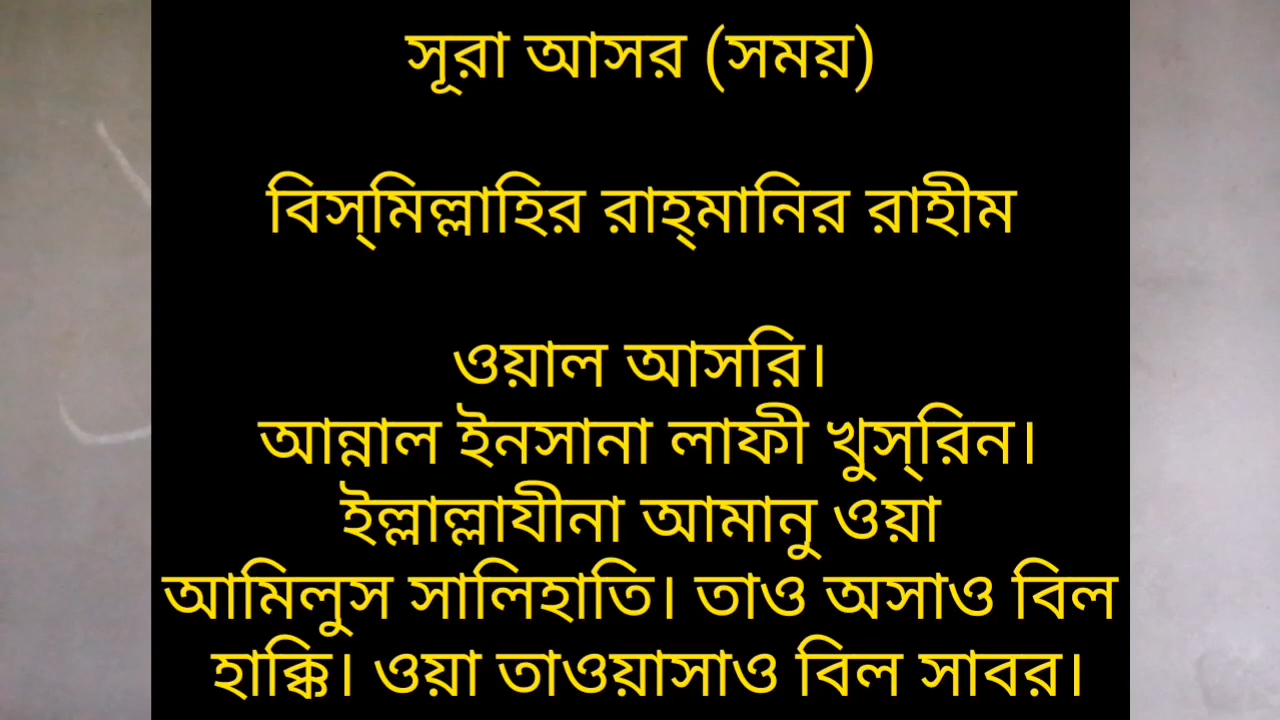 সূরা আসর (সময়)
বিস্‌মিল্লাহির রাহ্‌মানির রাহীম
ওয়াল আসরি।
আন্নাল ইনসানা লাফী খুস্‌রিন।
ইল্লাল্লাযীনা আমানু ওয়া
আমিলুস সালিহাতি। তাও অসাও বিল
হাক্কি। ওয়া তাওয়াসাও বিল সাবর।